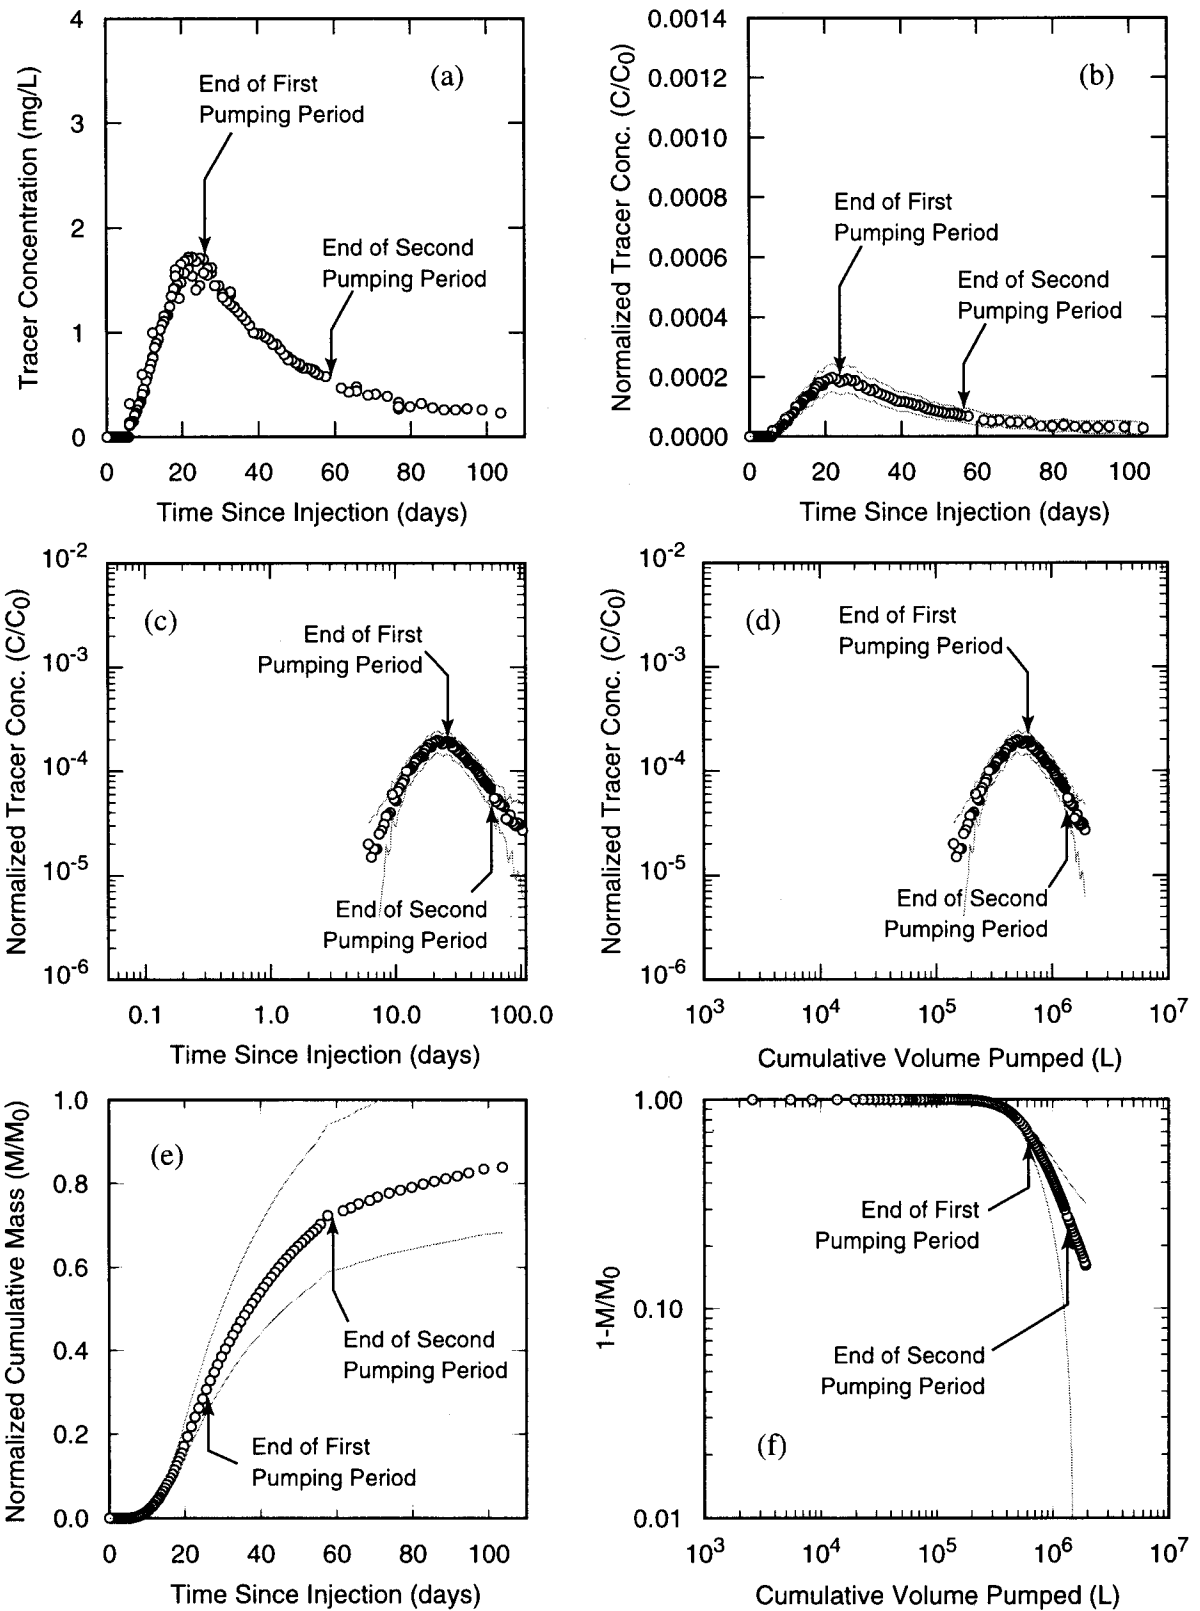 (a)
Tracer Concentration (mg/L)
4
3
2
1
0
End of First
Pumping Period
End of Second
Pumping Period
0 20 40 60 80 100
Time Since Injection (days)
(b)
Normalized Tracer Conc. (C/C0)
0.0014
0.0012
0.0010
0.0008
0.0006
0.0004
0.0002
0.0000
End of First
Pumping Period
End of Second
Pumping Period
0 20 40 60 80 100
Time Since Injection (days)
(c)
Normalized Tracer Conc. (C/C0)
10-2
10-3
10-4
10-5
10-6
End of First
Pumping Period
End of Second
Pumping Period
0.1 1.0 10.0 100.0
Time Since Injection (days)
(d)
Normalized Tracer Conc. (C/C0)
10-2
10-3
10-4
10-5
10-6
End of First
Pumping Period
End of Second
Pumping Period
103 104 105 106 107
Cumulative Volume Pumped (L)
(e)
Normalized Cumulative Mass (M/M0)
1.0
0.8
0.6
0.4
0.2
0.0
End of Second
Pumping Period
End of First
Pumping Period
0 20 40 60 80 100
Time Since Injection (days)
(f)
1-M/M0
1.00
0.10
0.01
End of First
Pumping Period
End of Second
Pumping Period
103 104 105 106 107
Cumulative Volume Pumped (L)